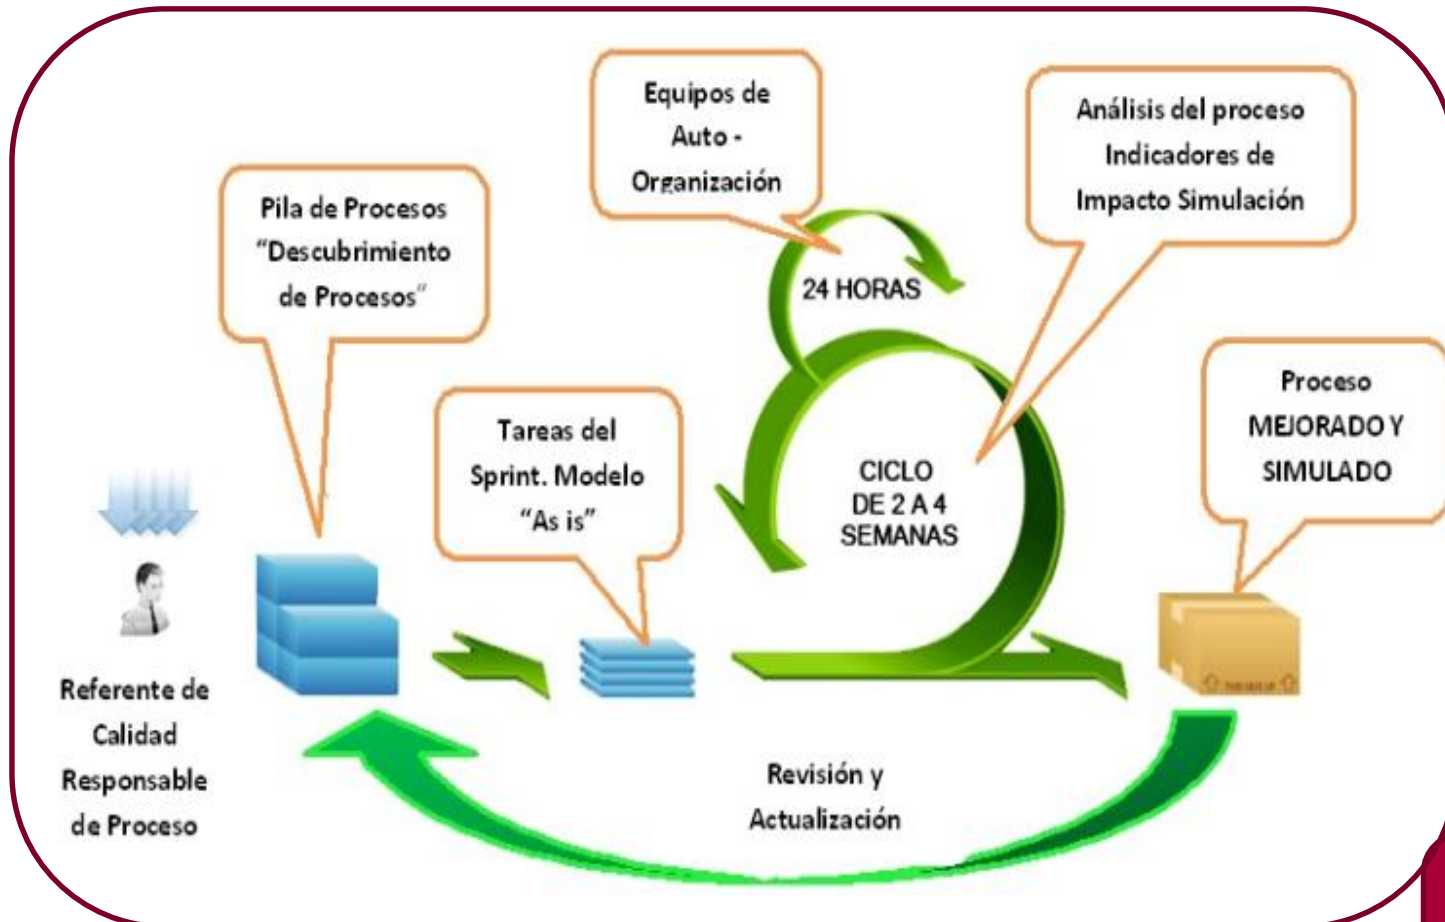 Equipos de
Auto -
Organización
Análisis del proceso
Indicadores de
Impacto Simulación
Pila de Procesos
“Descubrimiento
de Procesos”
24 HORAS
Tareas del
Sprint. Modelo
“As is”
CICLO
DE 2 A 4
SEMANAS
Proceso
MEJORADO Y
SIMULADO
Referente de
Calidad
Responsable
de Proceso
Revisión y
Actualización